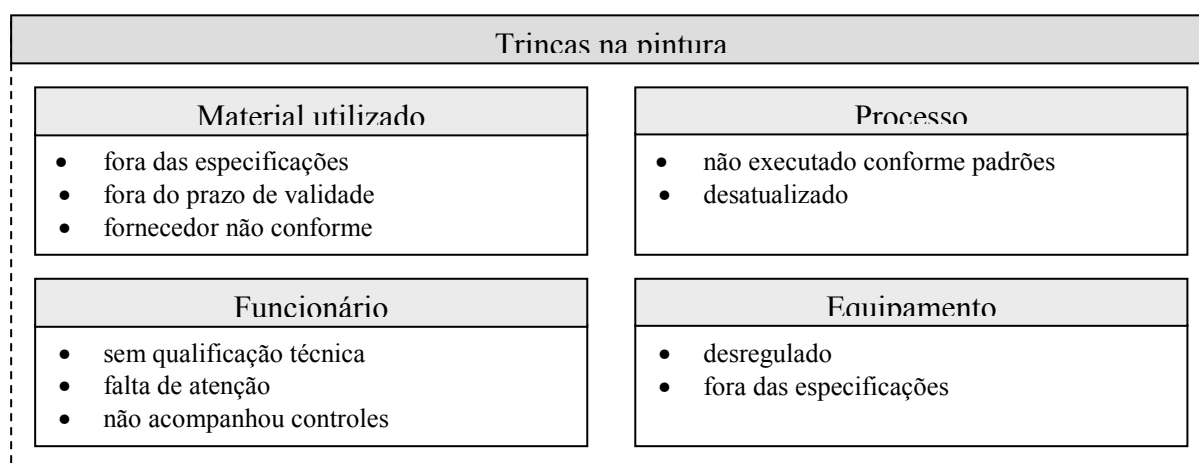 Trincas na pintura
Material utilizado
• fora das especificações
• fora do prazo de validade
• fornecedor não conforme
Processo
• não executado conforme padrões
• desatualizado
Funcionário
• sem qualificação técnica
• falta de atenção
• não acompanhou controles
Equipamento
• desregulado
• fora das especificações